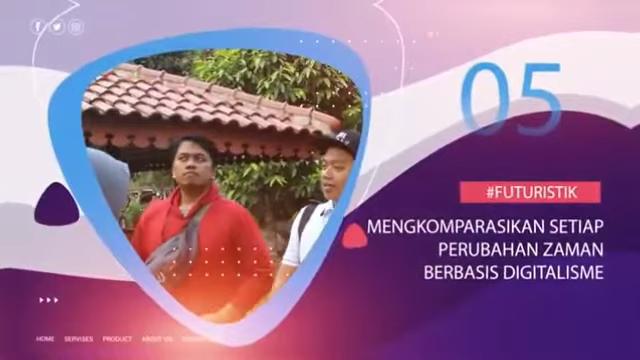 05
#FUTURISTIK
MENGKOMPARASIKAN SETIAP
PERUBAHAN ZAMAN
BERBASIS DIGITALISME
HOME SERVISES PRODUCT ABOUT US